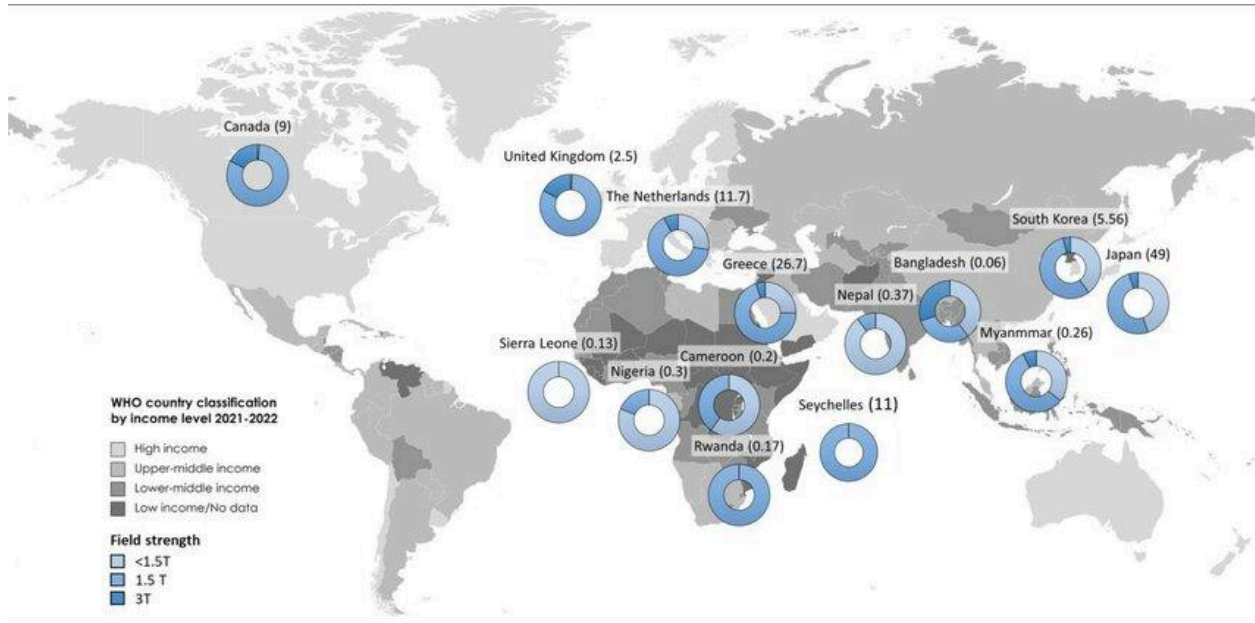 Canada (9)
United Kingdom (2.5)
The Netherlands (11.7)
South Korea (5.56)
Greece (26.7)
Bangladesh (0.06)
Japan (49)
Nepal (0.37)
Myanmmar (0.26)
Sierra Leone (0.13)
Cameroon (0.2)
Nigeria (0.3)
Seychelles (11)
Rwanda (0.17)
WHO country classification
by income level 2021-2022
High income
Upper-middle income
Lower-middle income
Low income/No data
Field strength
<1.5T
1.5 T
3T